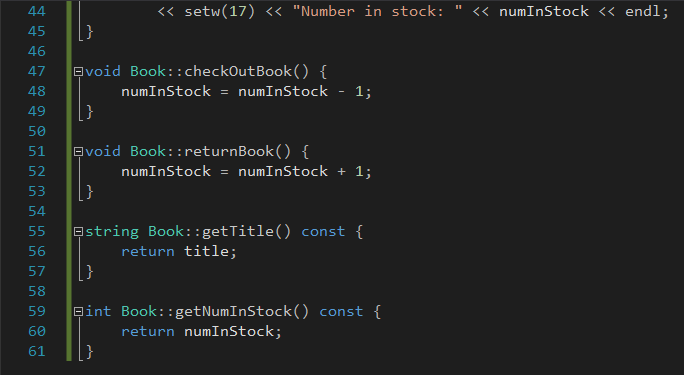 44         << setw(17) << "Number in stock: " << numInStock << endl;
45 }
46
47 void Book::checkOutBook() {
48     numInStock = numInStock - 1;
49 }
50
51 void Book::returnBook() {
52     numInStock = numInStock + 1;
53 }
54
55 string Book::getTitle() const {
56     return title;
57 }
58
59 int Book::getNumInStock() const {
60     return numInStock;
61 }